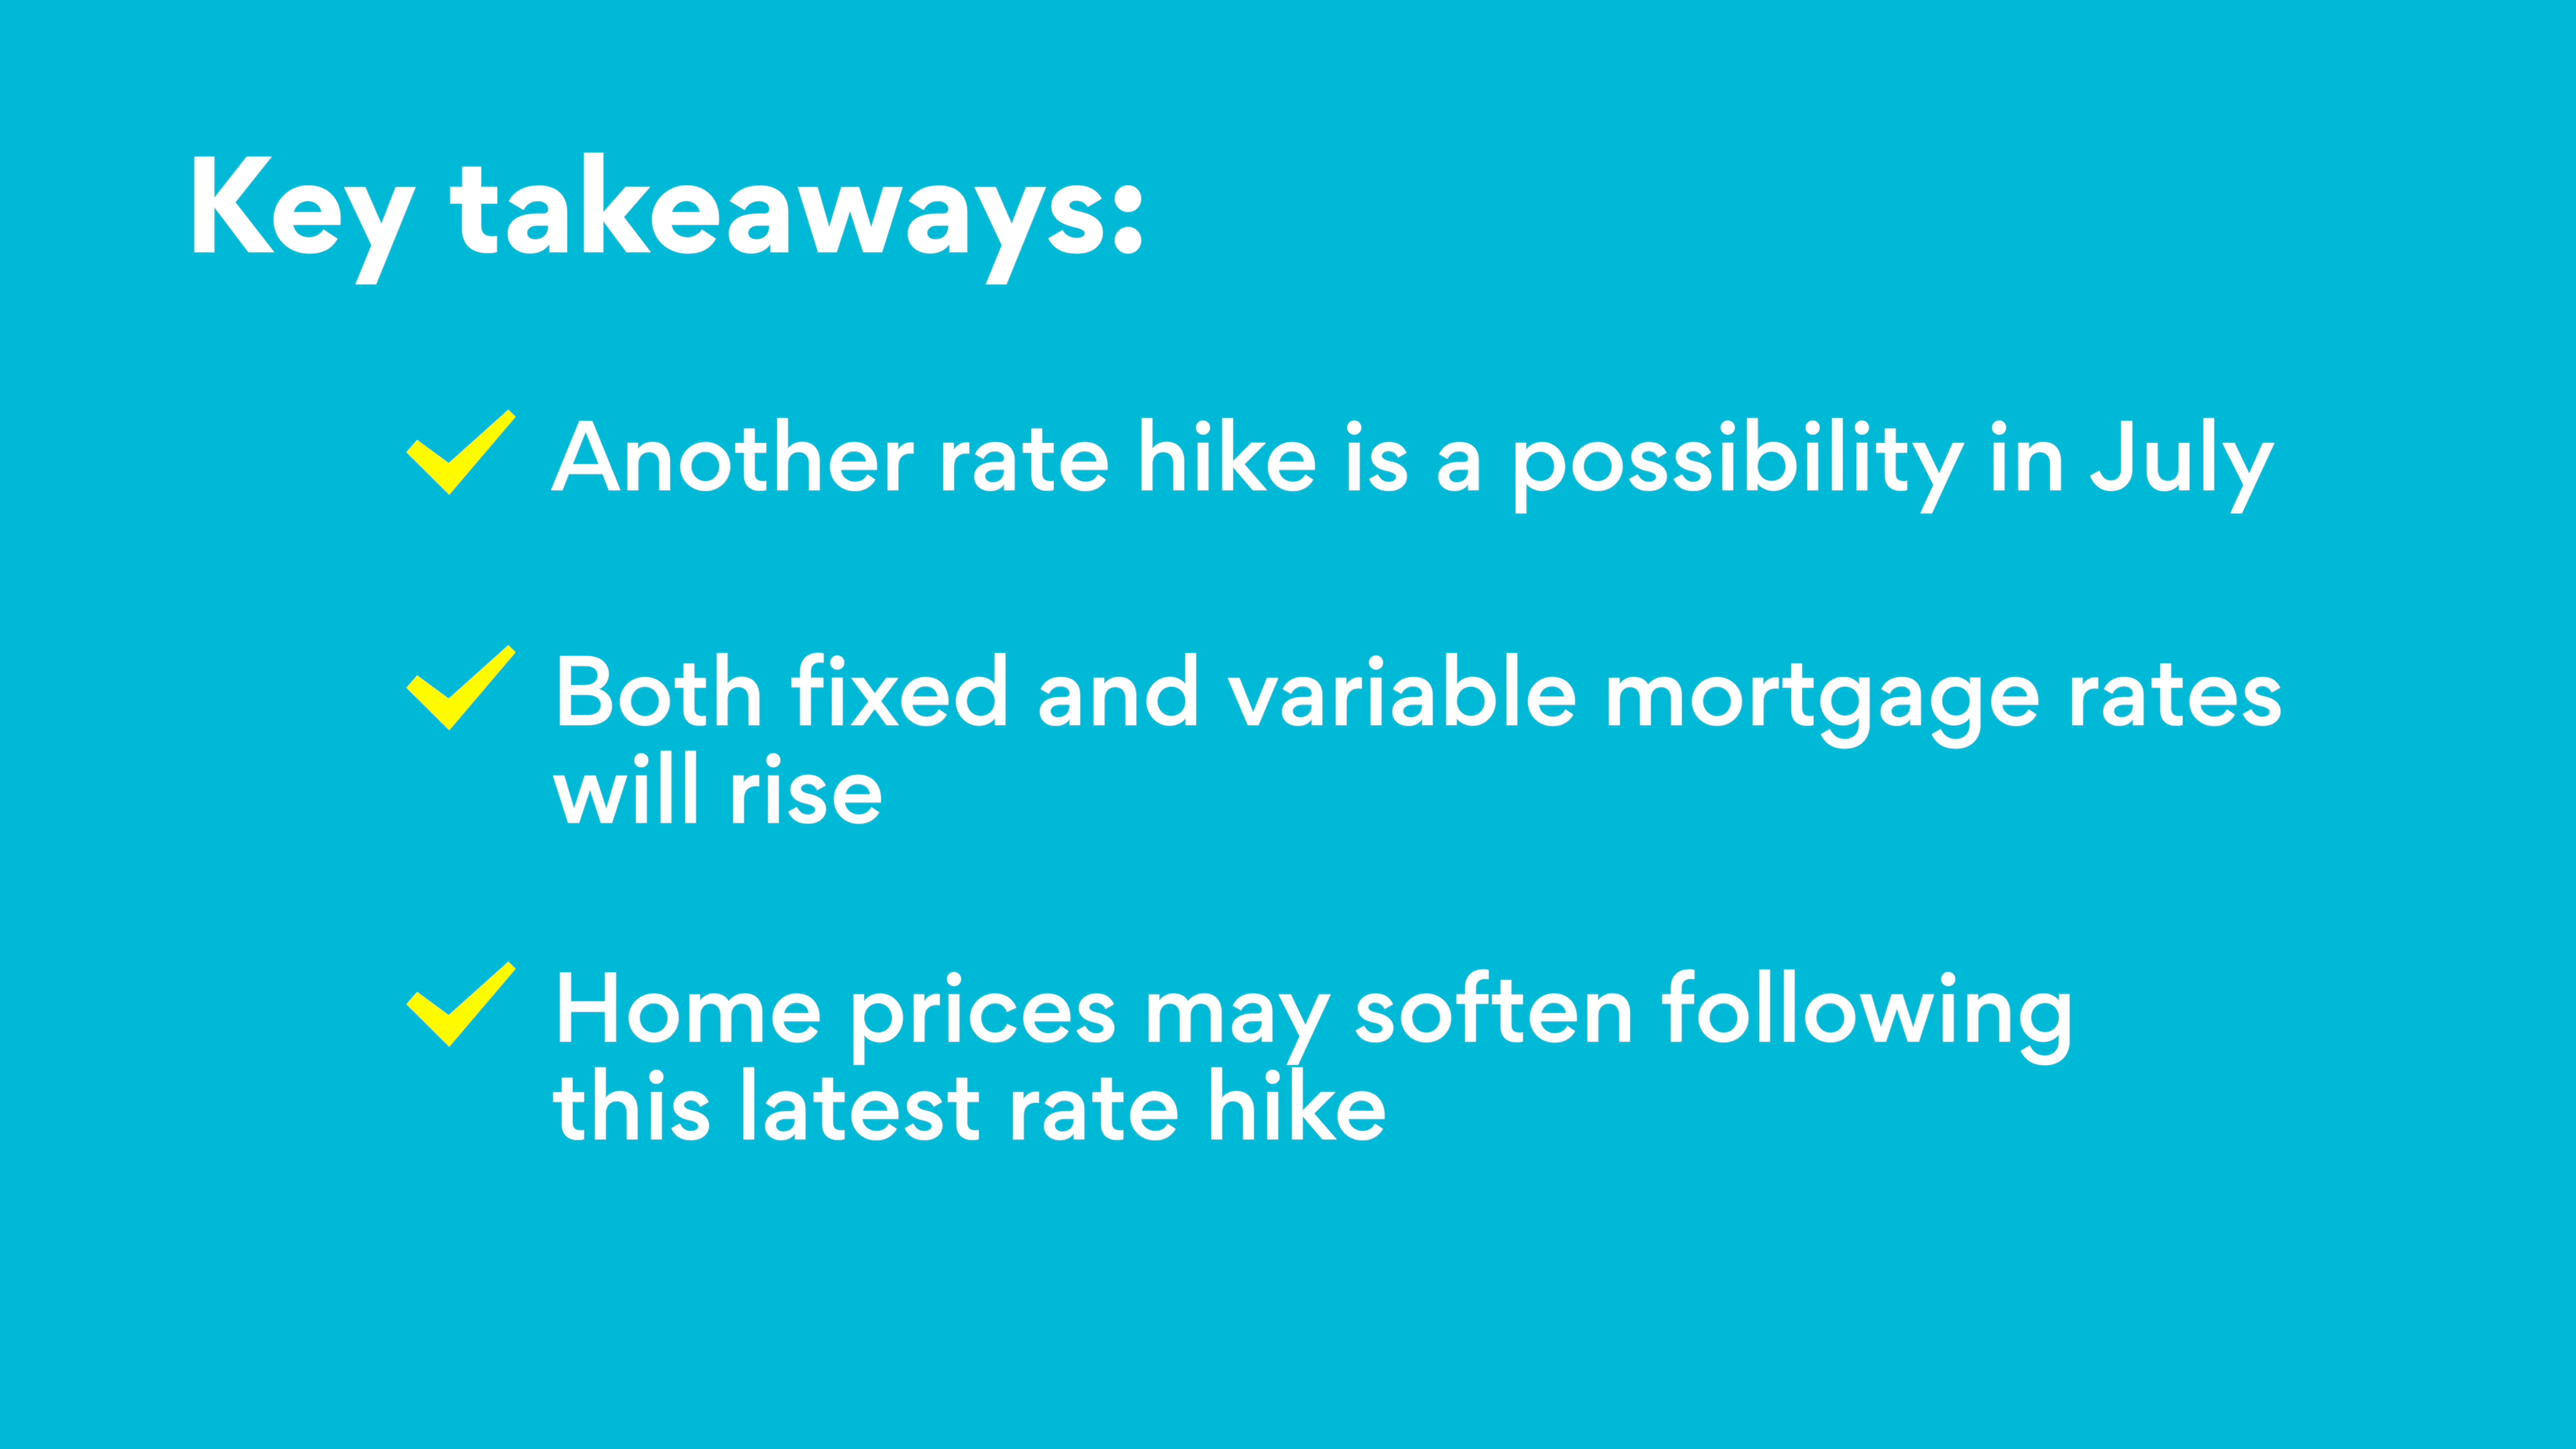 Key takeaways:
Another rate hike is a possibility in July
Both fixed and variable mortgage rates
will rise
Home prices may soften following
this latest rate hike